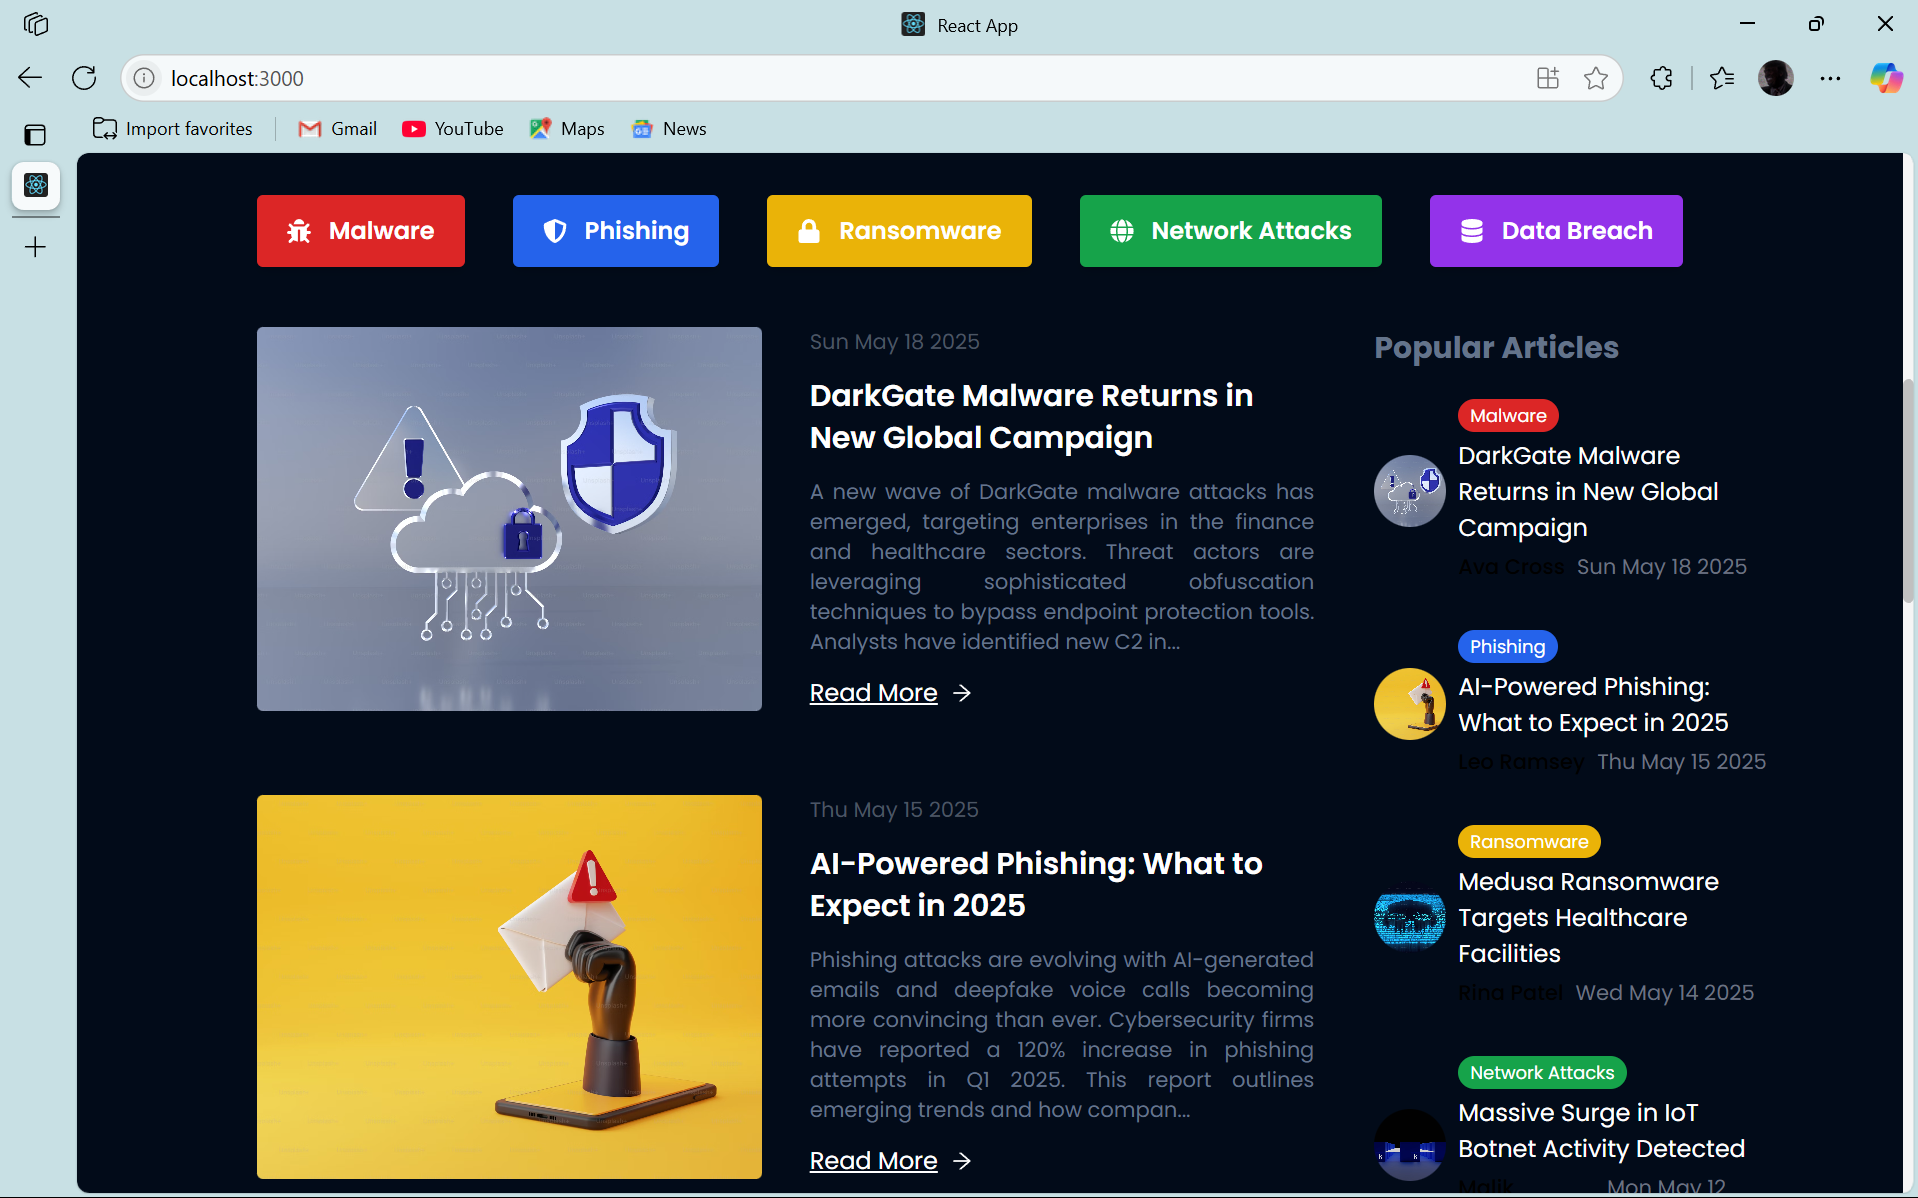 React App
localhost:3000
Import favorites
Gmail
YouTube
Maps
News
Malware
Phishing
Ransomware
Network Attacks
Data Breach
Sun May 18 2025
DarkGate Malware Returns in
New Global Campaign
A new wave of DarkGate malware attacks has
emerged, targeting enterprises in the finance
and healthcare sectors. Threat actors are
leveraging sophisticated obfuscation
techniques to bypass endpoint protection tools.
Analysts have identified new C2 in...
Read More
Thu May 15 2025
AI-Powered Phishing: What to
Expect in 2025
Phishing attacks are evolving with AI-generated
emails and deepfake voice calls becoming
more convincing than ever. Cybersecurity firms
have reported a 120% increase in phishing
attempts in Q1 2025. This report outlines
emerging trends and how compan...
Read More
Popular Articles
Malware
DarkGate Malware
Returns in New Global
Campaign
Ava Cross Sun May 18 2025
Phishing
AI-Powered Phishing:
What to Expect in 2025
Leo Ramsey Thu May 15 2025
Ransomware
Medusa Ransomware
Targets Healthcare
Facilities
Rina Patel Wed May 14 2025
Network Attacks
Massive Surge in IoT
Botnet Activity Detected
Malik Mon May 12